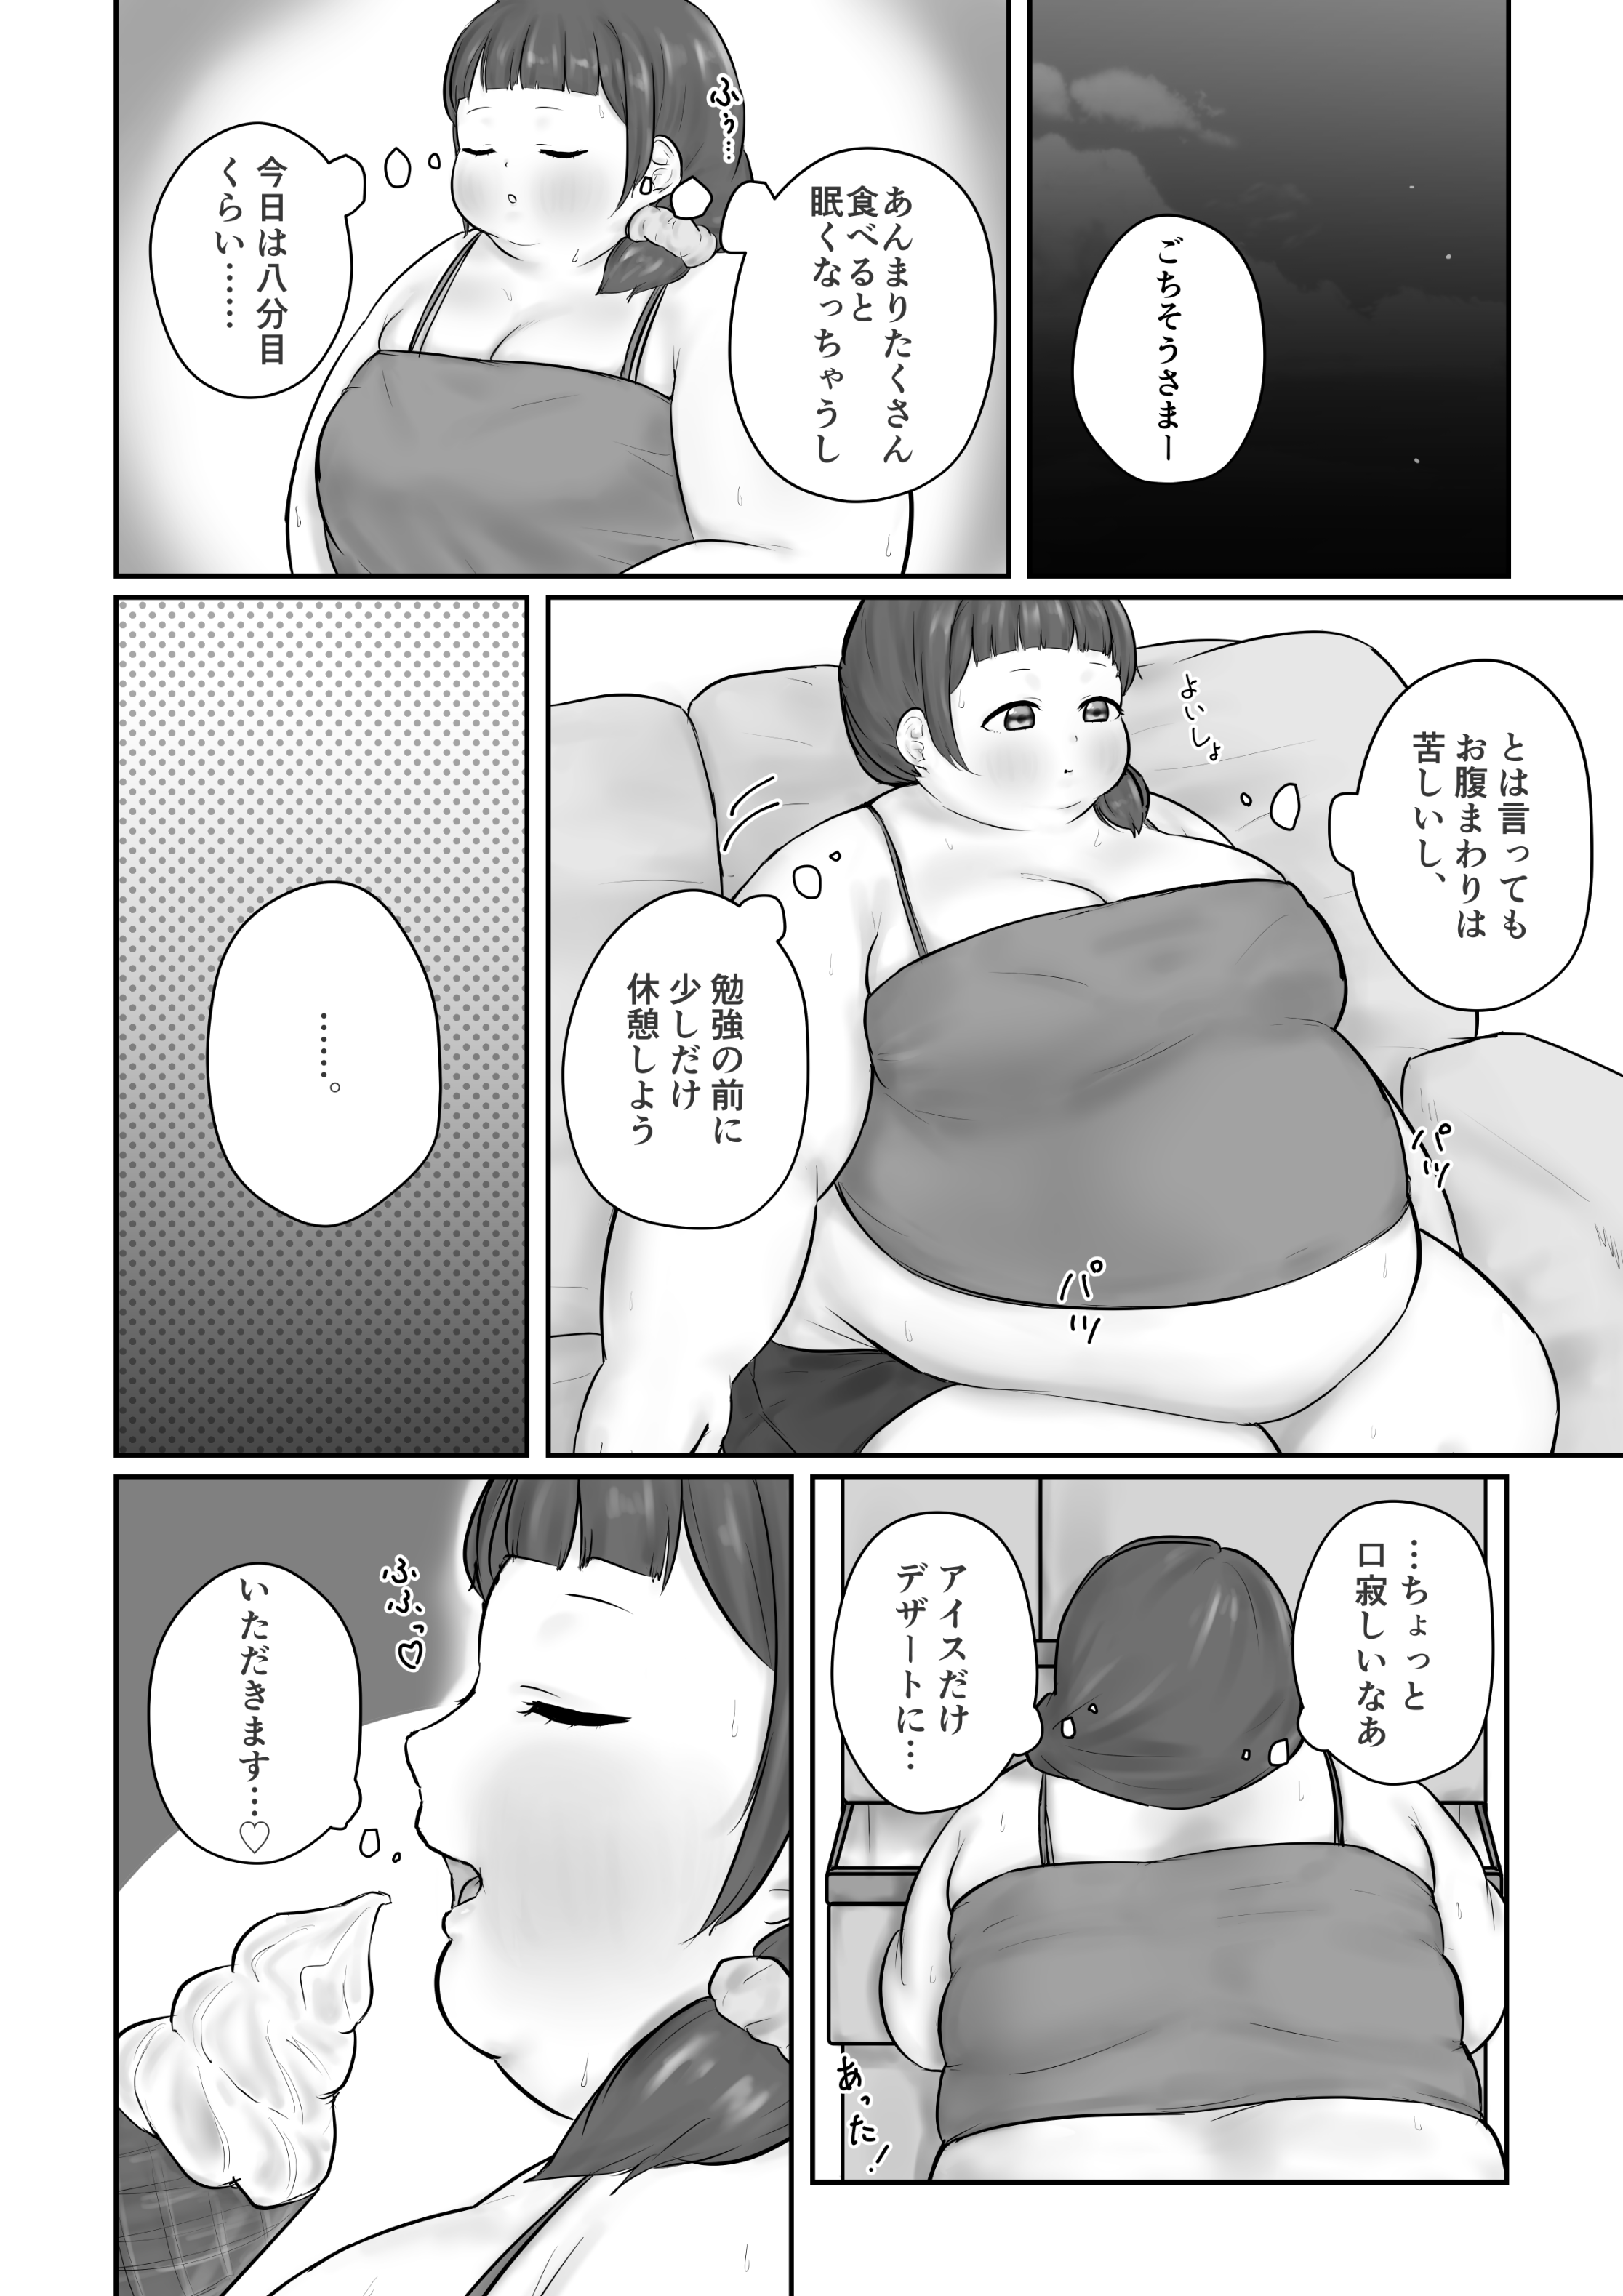 ごちそうさまー
あんまりたくさん
食べると
眠くなっちゃうし
ふぅ…
今日は八分目
くらい……
とは言っても
お腹まわりは
苦しいし、
よいしょ
勉強の前に
少しだけ
休憩しよう
パツ
パツ
……。
…ちょっと
口寂しいなあ
アイスだけ
デザートに…
あった！
ふふっ♡
いただきます…♡